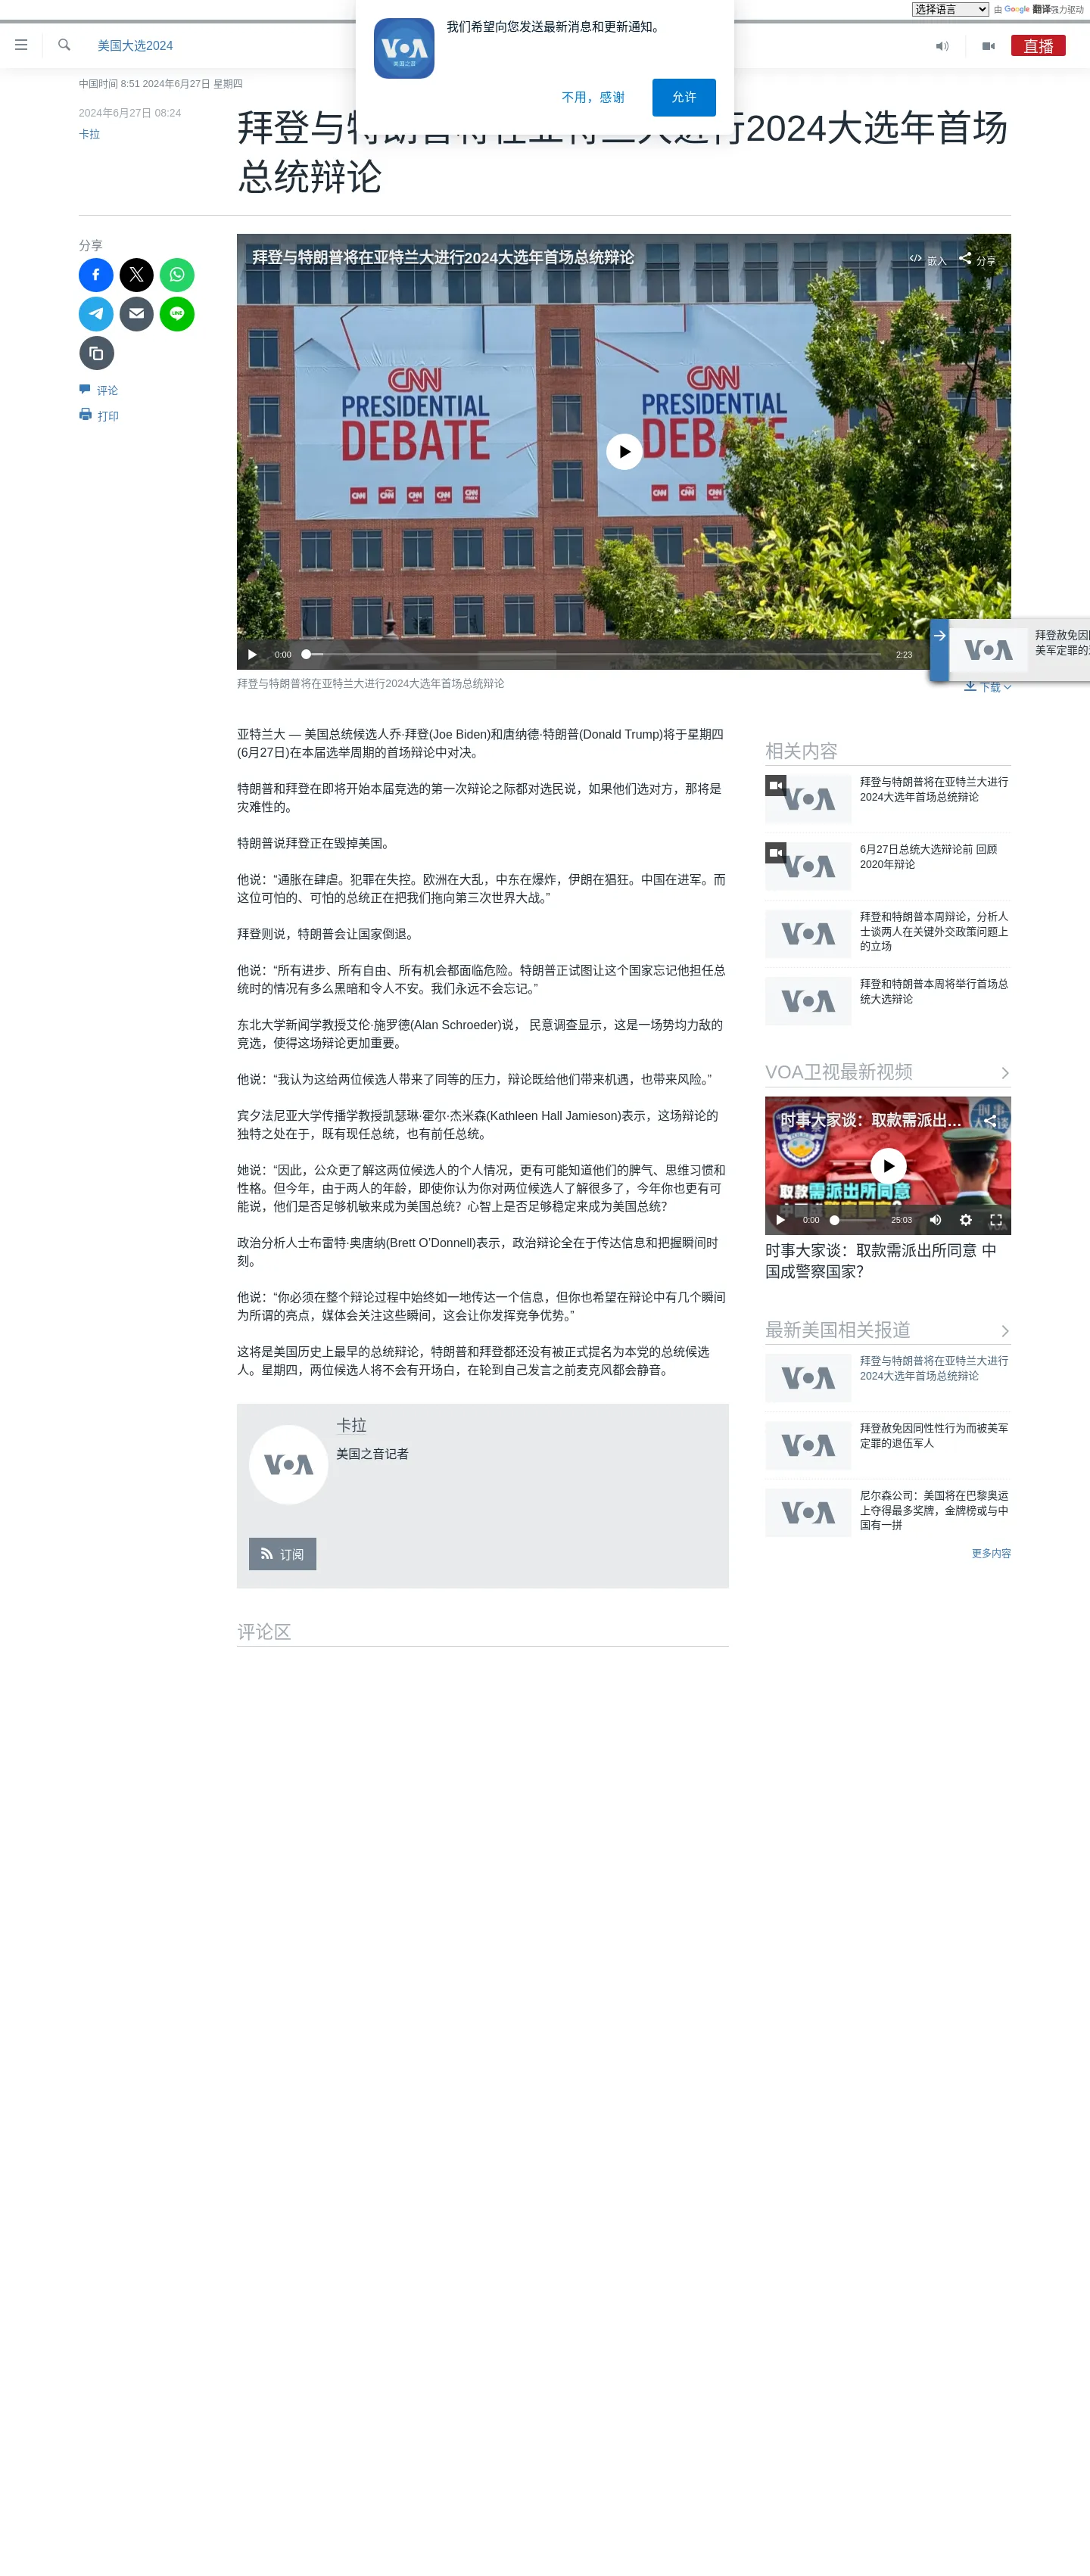 选择语言
由 Google 翻译强力驱动
我们希望向您发送最新消息和更新通知。
VOA
美国之音
不用，感谢
允许
美国大选2024
直播
中国时间 8:51 2024年6月27日 星期四
2024年6月27日 08:24
卡拉
拜登与特朗普将在亚特兰大进行2024大选年首场
总统辩论
分享
评论
打印
拜登与特朗普将在亚特兰大进行2024大选年首场总统辩论
嵌入
分享
CNN
PRESIDENTIAL
DEBATE
CNN
PRESIDENTIAL
DEBATE
0:00
2:23
拜登赦免因
美军定罪的
VOA
拜登与特朗普将在亚特兰大进行2024大选年首场总统辩论
下载
亚特兰大 — 美国总统候选人乔·拜登(Joe Biden)和唐纳德·特朗普(Donald Trump)将于星期四
(6月27日)在本届选举周期的首场辩论中对决。
特朗普和拜登在即将开始本届竞选的第一次辩论之际都对选民说，如果他们选对方，那将是
灾难性的。
特朗普说拜登正在毁掉美国。
他说：“通胀在肆虐。犯罪在失控。欧洲在大乱，中东在爆炸，伊朗在猖狂。中国在进军。而
这位可怕的、可怕的总统正在把我们拖向第三次世界大战。”
拜登则说，特朗普会让国家倒退。
他说：“所有进步、所有自由、所有机会都面临危险。特朗普正试图让这个国家忘记他担任总
统时的情况有多么黑暗和令人不安。我们永远不会忘记。”
东北大学新闻学教授艾伦·施罗德(Alan Schroeder)说， 民意调查显示，这是一场势均力敌的
竞选，使得这场辩论更加重要。
他说：“我认为这给两位候选人带来了同等的压力，辩论既给他们带来机遇，也带来风险。”
宾夕法尼亚大学传播学教授凯瑟琳·霍尔·杰米森(Kathleen Hall Jamieson)表示，这场辩论的
独特之处在于，既有现任总统，也有前任总统。
她说：“因此，公众更了解这两位候选人的个人情况，更有可能知道他们的脾气、思维习惯和
性格。但今年，由于两人的年龄，即使你认为你对两位候选人了解很多了，今年你也更有可
能说，他们是否足够机敏来成为美国总统？心智上是否足够稳定来成为美国总统？
政治分析人士布雷特·奥唐纳(Brett O’Donnell)表示，政治辩论全在于传达信息和把握瞬间时
刻。
他说：“你必须在整个辩论过程中始终如一地传达一个信息，但你也希望在辩论中有几个瞬间
为所谓的亮点，媒体会关注这些瞬间，这会让你发挥竞争优势。”
这将是美国历史上最早的总统辩论，特朗普和拜登都还没有被正式提名为本党的总统候选
人。星期四，两位候选人将不会有开场白，在轮到自己发言之前麦克风都会静音。
VOA
卡拉
美国之音记者
订阅
评论区
相关内容
VOA
拜登与特朗普将在亚特兰大进行
2024大选年首场总统辩论
VOA
6月27日总统大选辩论前 回顾
2020年辩论
VOA
拜登和特朗普本周辩论，分析人
士谈两人在关键外交政策问题上
的立场
VOA
拜登和特朗普本周将举行首场总
统大选辩论
VOA卫视最新视频
时事大家谈：取款需派出...
取款需派出所同意
0:00
25:03
时事大家谈：取款需派出所同意 中
国成警察国家？
最新美国相关报道
VOA
拜登与特朗普将在亚特兰大进行
2024大选年首场总统辩论
VOA
拜登赦免因同性性行为而被美军
定罪的退伍军人
VOA
尼尔森公司：美国将在巴黎奥运
上夺得最多奖牌，金牌榜或与中
国有一拼
更多内容